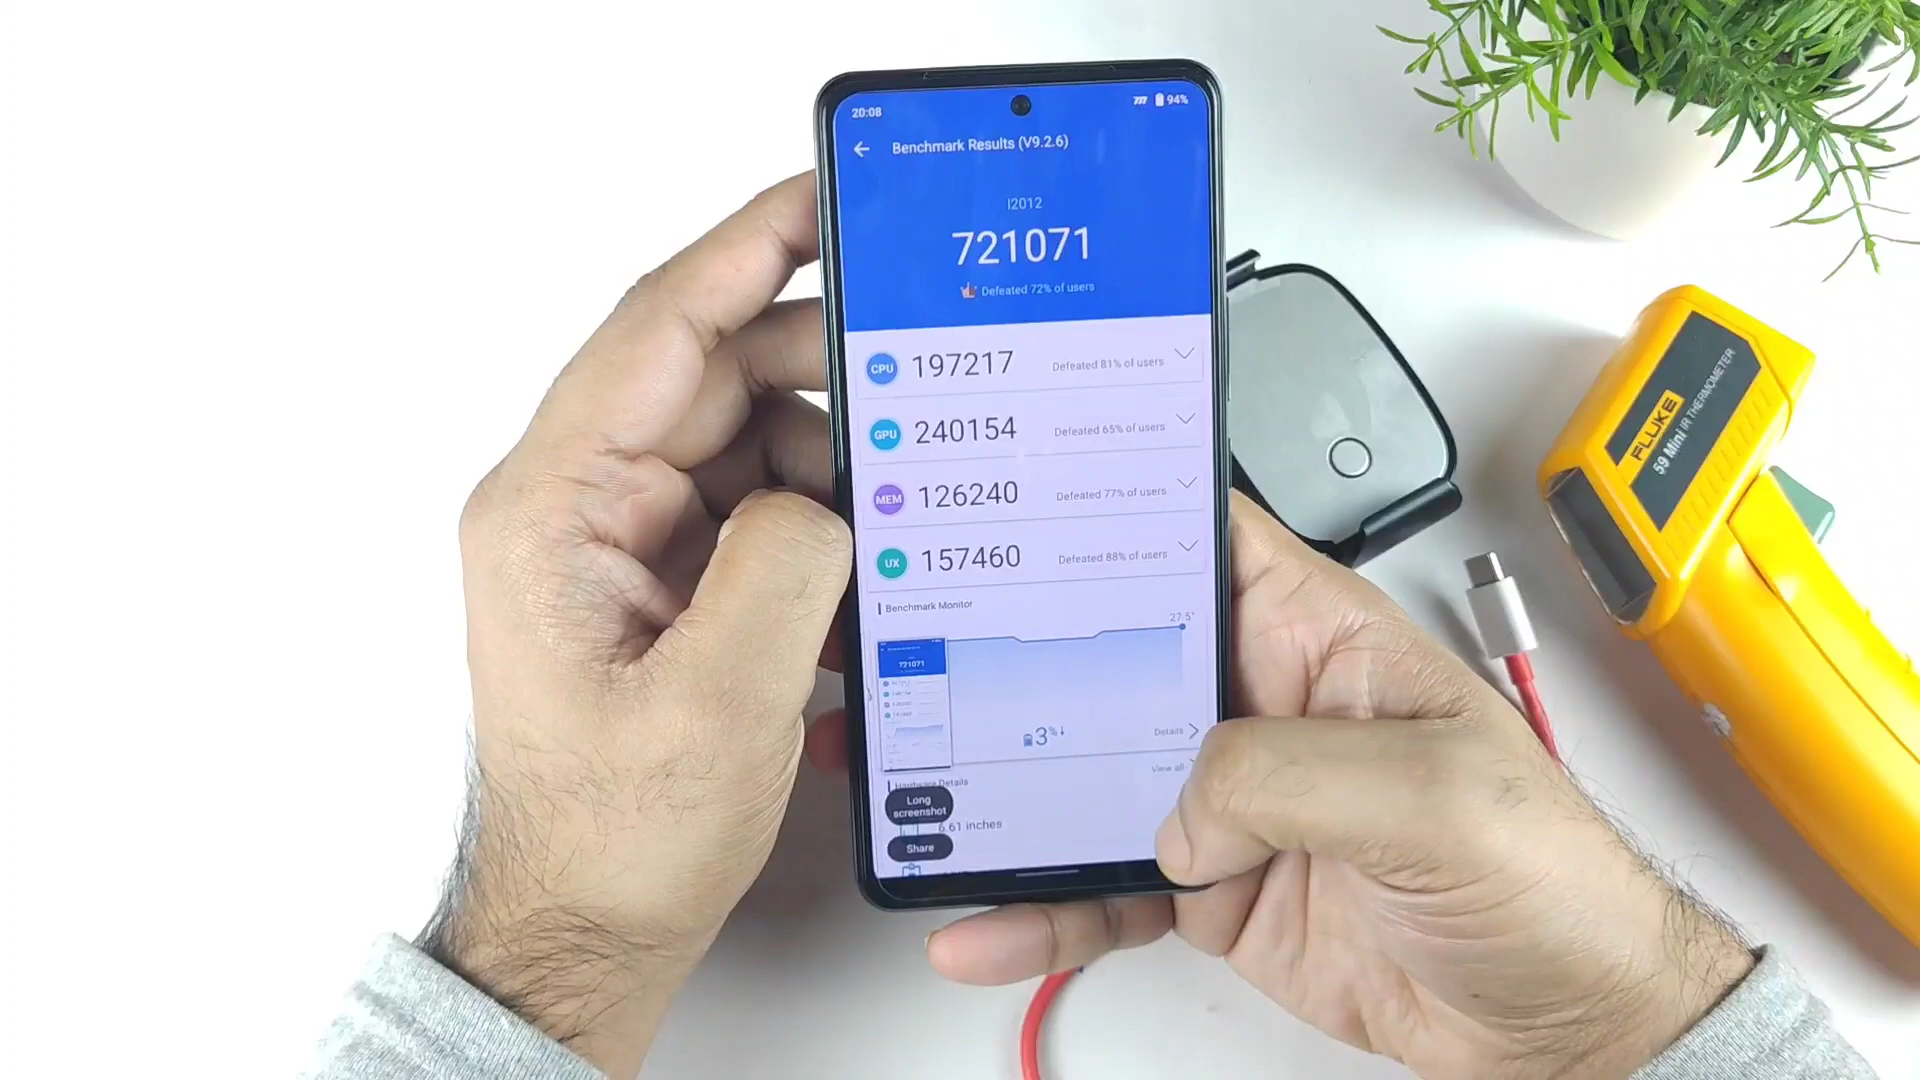 20:08
94%
Benchmark Results (V9.2.6)
I2012
721071
Defeated 72% of users
CPU 197217 Defeated 81% of users
GPU 240154 Defeated 65% of users
MEM 126240 Defeated 77% of users
UX 157460 Defeated 88% of users
Benchmark Monitor
27.5°
721071
3%
Details
View all
Hardware Details
Long
screenshot
6.61 inches
Share
FLUKE
59 Mini IR THERMOMETER